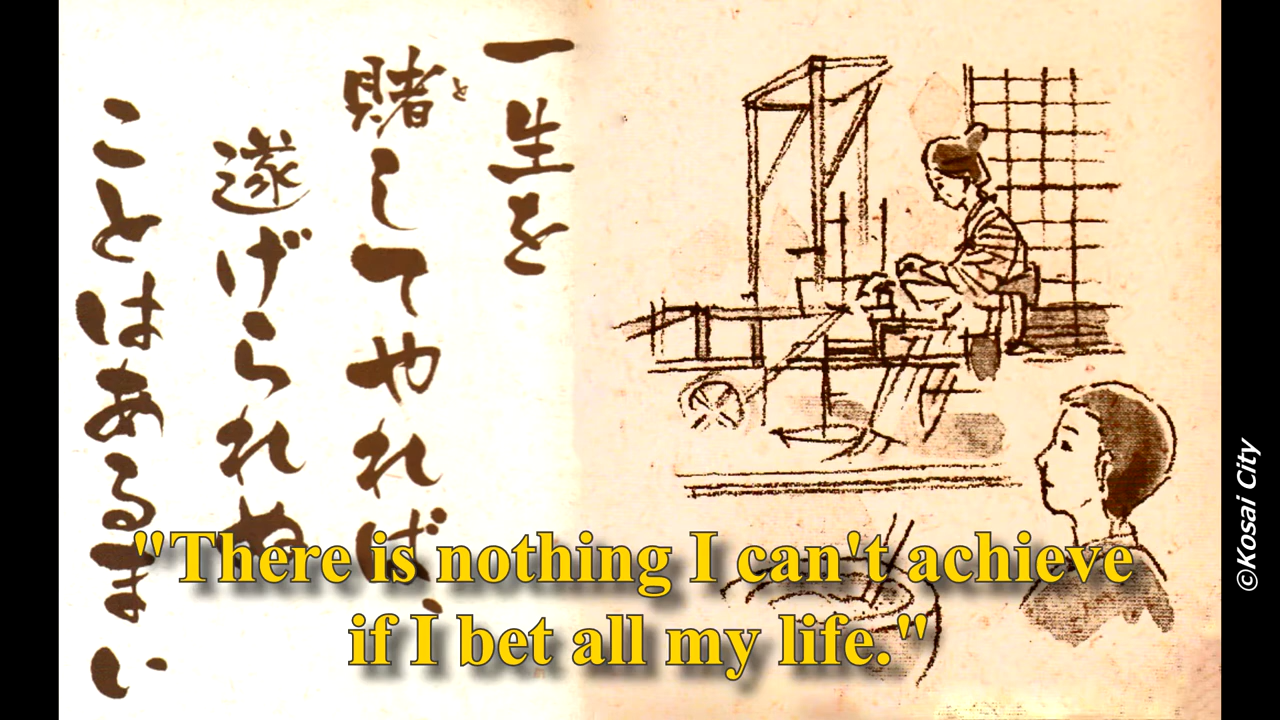 一生を
賭してやれば、
と
遂げられぬ
ことはあるまい
"There is nothing I can't achieve
if I bet all my life."
©Kosai City